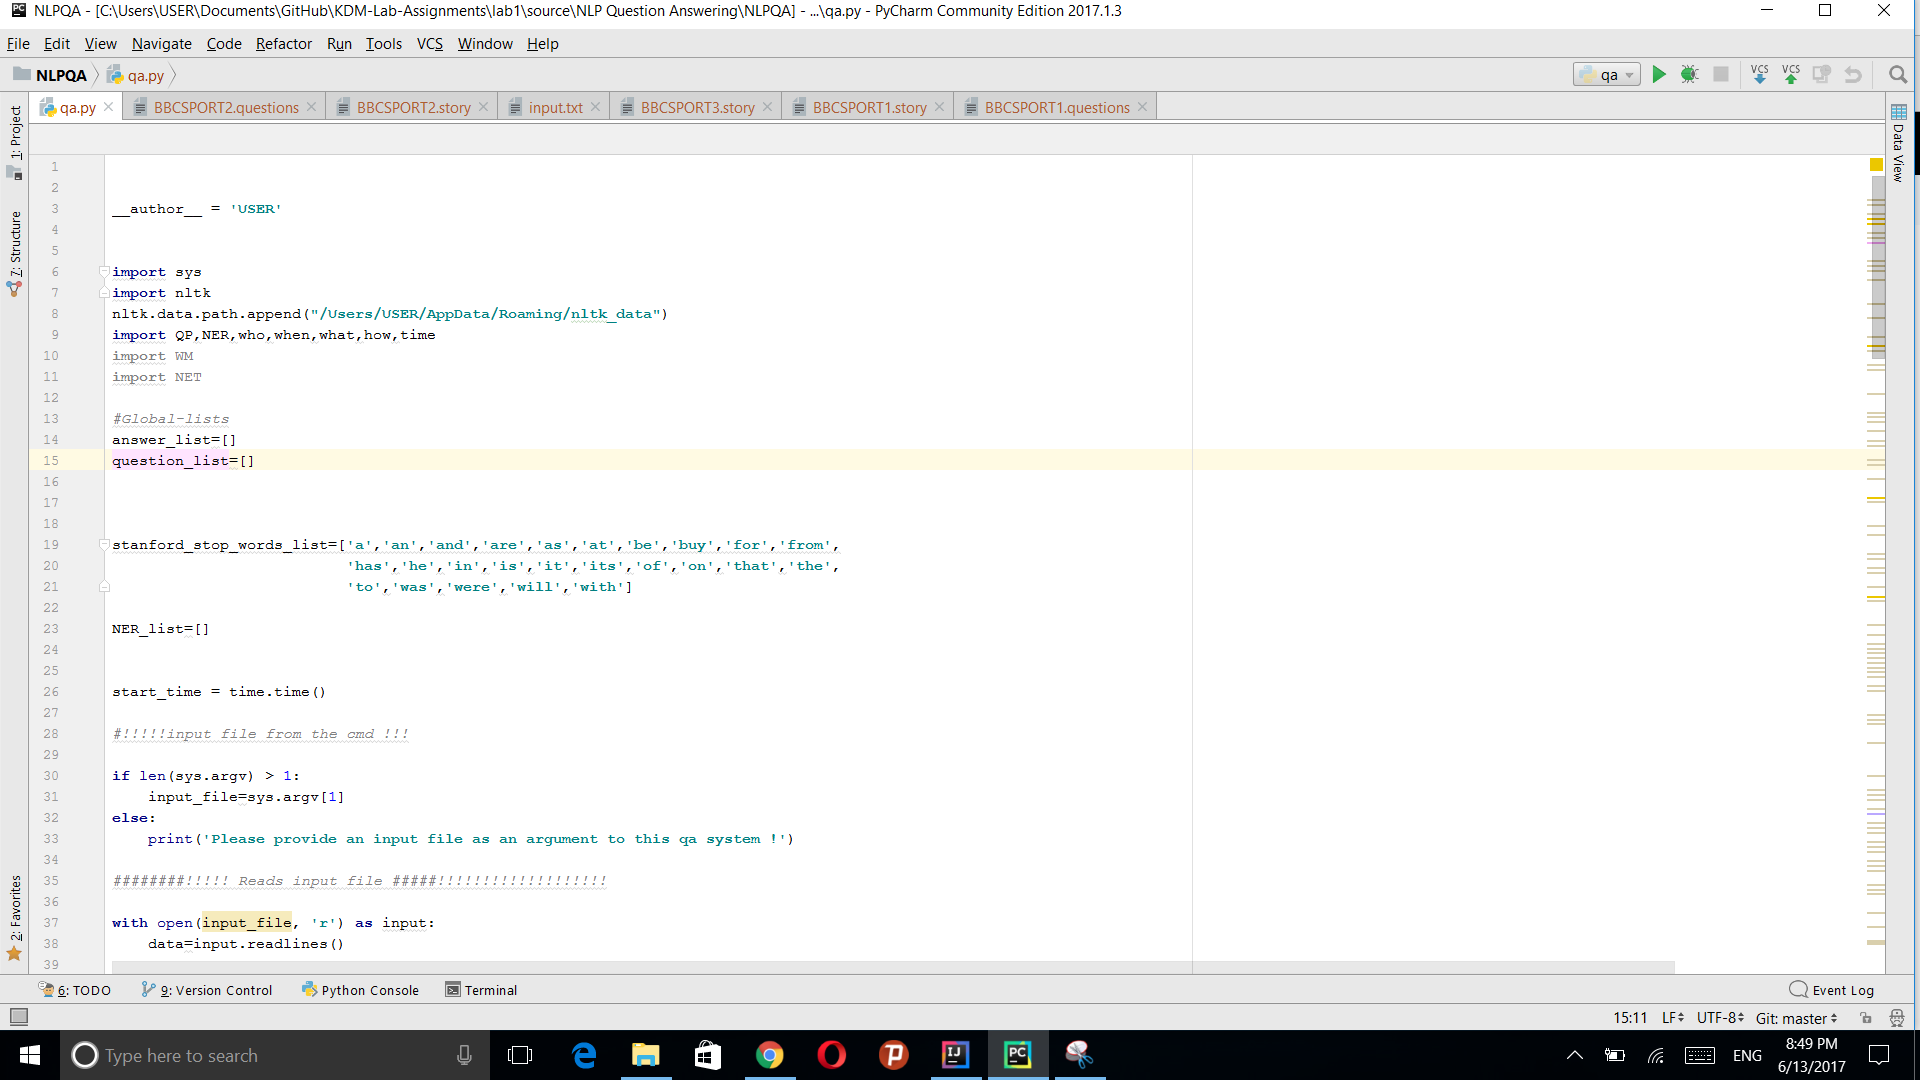 NLPQA - [C:\Users\USER\Documents\GitHub\KDM-Lab-Assignments\lab1\source\NLP Question Answering\NLPQA] - ...\qa.py - PyCharm Community Edition 2017.1.3
File Edit View Navigate Code Refactor Run Tools VCS Window Help
NLPQA qa.py qa VCS VCS
qa.py BBCSPORT2.questions BBCSPORT2.story input.txt BBCSPORT3.story BBCSPORT1.story BBCSPORT1.questions
1: Project
7: Structure
2: Favorites
Data View
1
2
3 __author__ = 'USER'
4
5
6 import sys
7 import nltk
8 nltk.data.path.append("/Users/USER/AppData/Roaming/nltk_data")
9 import QP,NER,who,when,what,how,time
10 import WM
11 import NET
12
13 #Global-lists
14 answer_list=[]
15 question_list=[]
16
17
18
19 stanford_stop_words_list=['a','an','and','are','as','at','be','buy','for','from',
20 'has','he','in','is','it','its','of','on','that','the',
21 'to','was','were','will','with']
22
23 NER_list=[]
24
25
26 start_time = time.time()
27
28 #!!!!!input file from the cmd !!!
29
30 if len(sys.argv) > 1:
31 input_file=sys.argv[1]
32 else:
33 print('Please provide an input file as an argument to this qa system !')
34
35 ########!!!!! Reads input file #####!!!!!!!!!!!!!!!!!!!
36
37 with open(input_file, 'r') as input:
38 data=input.readlines()
39
6: TODO 9: Version Control Python Console Terminal Event Log
15:11 LF UTF-8 Git: master
Type here to search
ENG
8:49 PM
6/13/2017